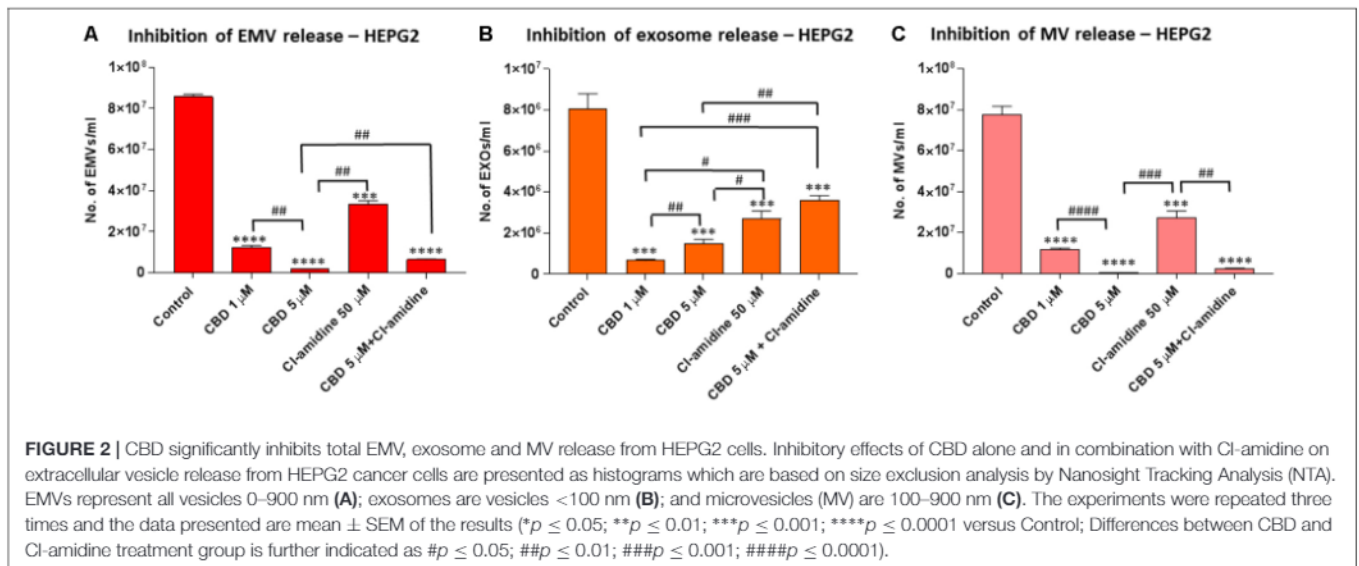 A Inhibition of EMV release – HEPG2
No. of EMVs/ml
1×10⁸
8×10⁷
6×10⁷
4×10⁷
2×10⁷
0
##
##
##
****
****
***
****
Control
CBD 1 µM
CBD 5 µM
Cl-amidine 50 µM
CBD 5 µM+Cl-amidine
B Inhibition of exosome release – HEPG2
No. of EXOs/ml
1×10⁷
8×10⁶
6×10⁶
4×10⁶
2×10⁶
0
##
###
#
#
##
***
***
***
***
Control
CBD 1 µM
CBD 5 µM
Cl-amidine 50 µM
CBD 5 µM + Cl-amidine
C Inhibition of MV release – HEPG2
No. of MVs/ml
1×10⁸
8×10⁷
6×10⁷
4×10⁷
2×10⁷
0
###
##
####
****
****
***
****
Control
CBD 1 µM
CBD 5 µM
Cl-amidine 50 µM
CBD 5 µM+Cl-amidine
FIGURE 2 | CBD significantly inhibits total EMV, exosome and MV release from HEPG2 cells. Inhibitory effects of CBD alone and in combination with Cl-amidine on
extracellular vesicle release from HEPG2 cancer cells are presented as histograms which are based on size exclusion analysis by Nanosight Tracking Analysis (NTA).
EMVs represent all vesicles 0–900 nm (A); exosomes are vesicles <100 nm (B); and microvesicles (MV) are 100–900 nm (C). The experiments were repeated three
times and the data presented are mean ± SEM of the results (*p ≤ 0.05; **p ≤ 0.01; ***p ≤ 0.001; ****p ≤ 0.0001 versus Control; Differences between CBD and
Cl-amidine treatment group is further indicated as #p ≤ 0.05; ##p ≤ 0.01; ###p ≤ 0.001; ####p ≤ 0.0001).